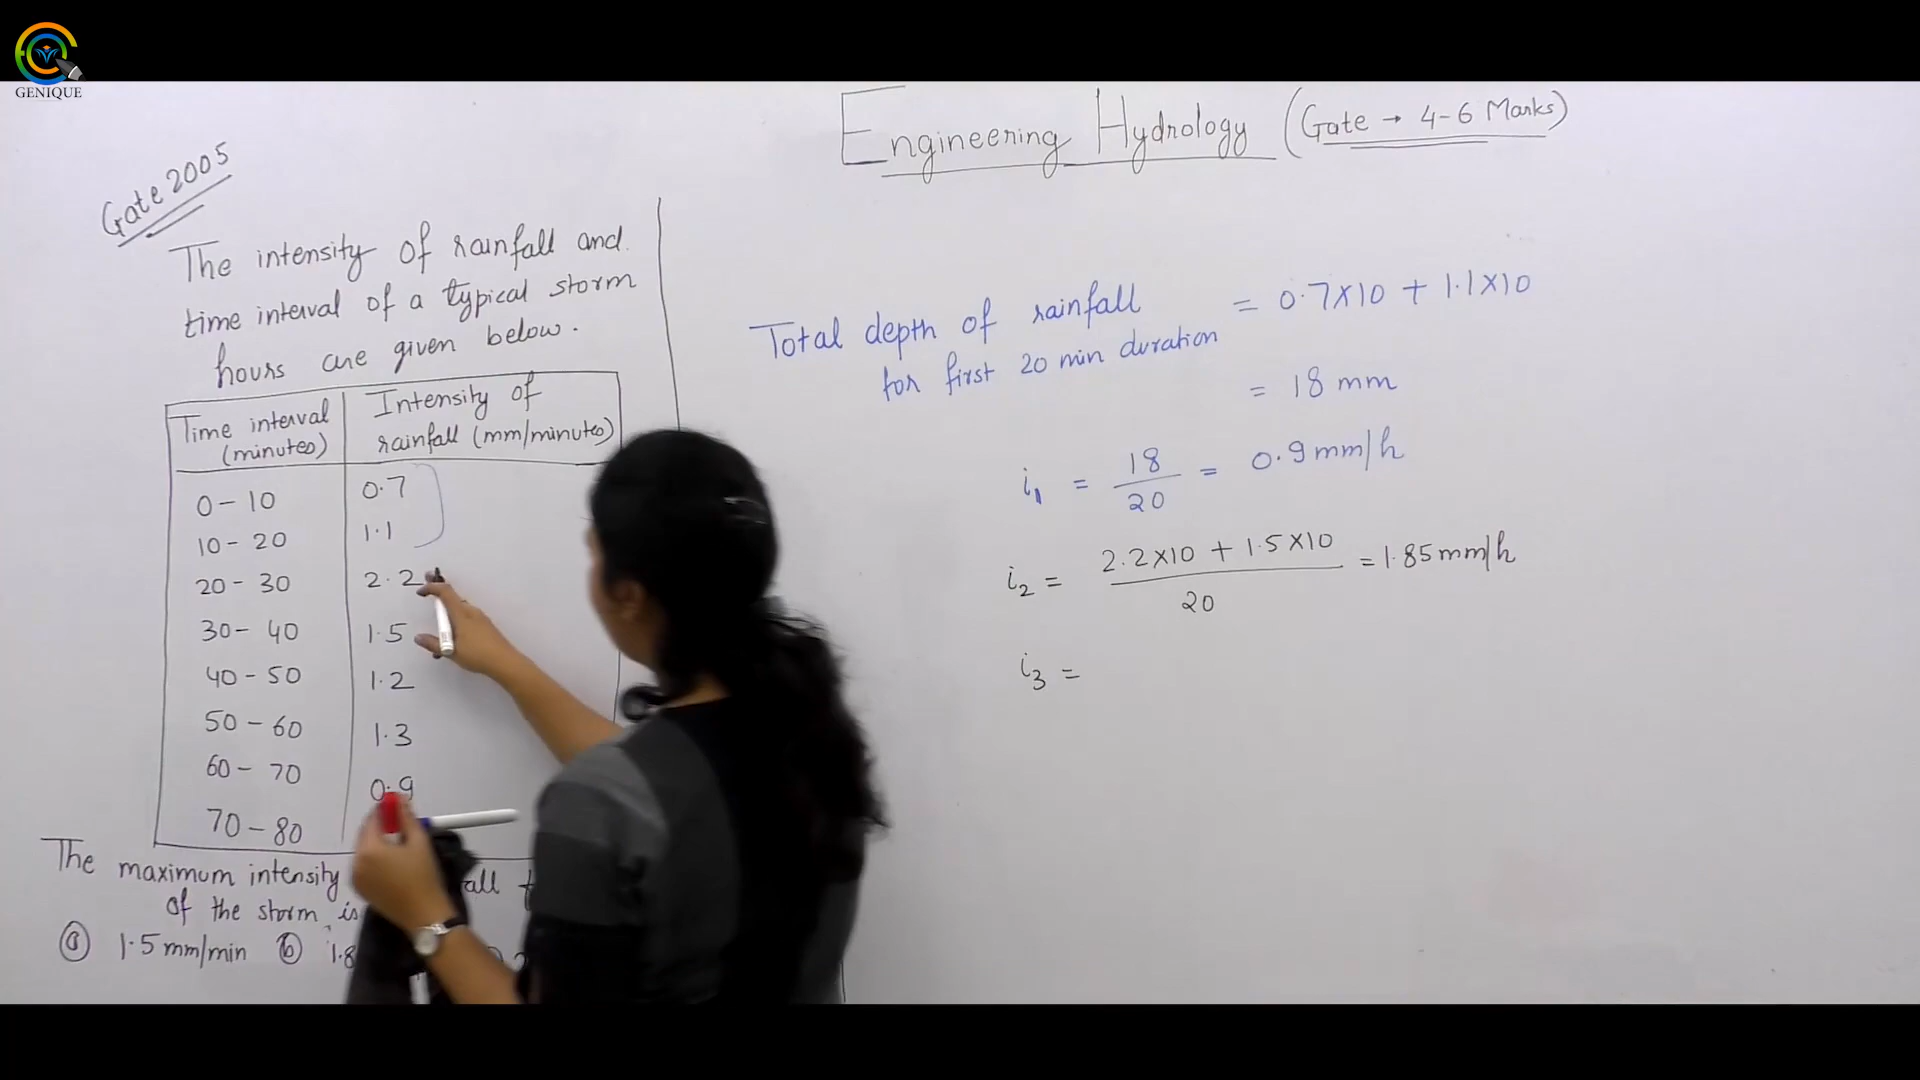 GENIQUE
Engineering Hydrology (Gate → 4-6 Marks)
Gate 2005
The intensity of rainfall and
time interval of a typical storm
hours are given below.
Time interval (minutes) Intensity of rainfall (mm/minutes)
0-10 0.7
10-20 1.1
20-30 2.2
30-40 1.5
40-50 1.2
50-60 1.3
60-70 0.9
70-80
The maximum intensity
of the storm is
(a) 1.5 mm/min (b) 1.8
Total depth of rainfall = 0.7×10 + 1.1×10
for first 20 min duration
= 18 mm
i1 = 18/20 = 0.9 mm/h
i2 = 2.2×10 + 1.5×10 / 20 = 1.85 mm/h
i3 =